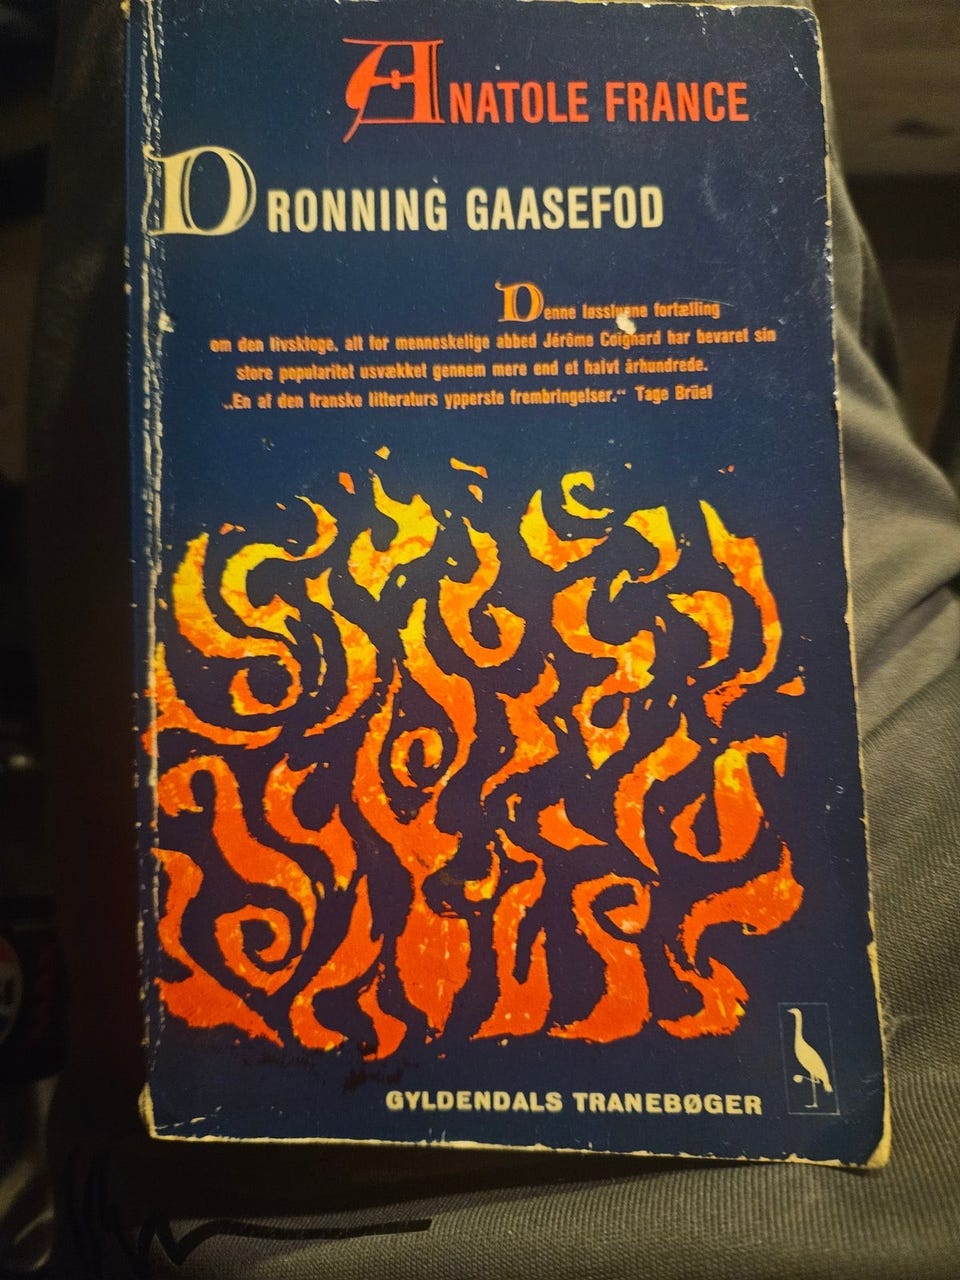 ANATOLE FRANCE
DRONNING GAASEFOD
Denne løsslupne fortælling
om den livskloge, alt for menneskelige abbed Jérôme Coignard har bevaret sin
store popularitet usvækket gennem mere end et halvt århundrede.
„En af den franske litteraturs ypperste frembringelser.“ Tage Brüel
GYLDENDALS TRANEBØGER